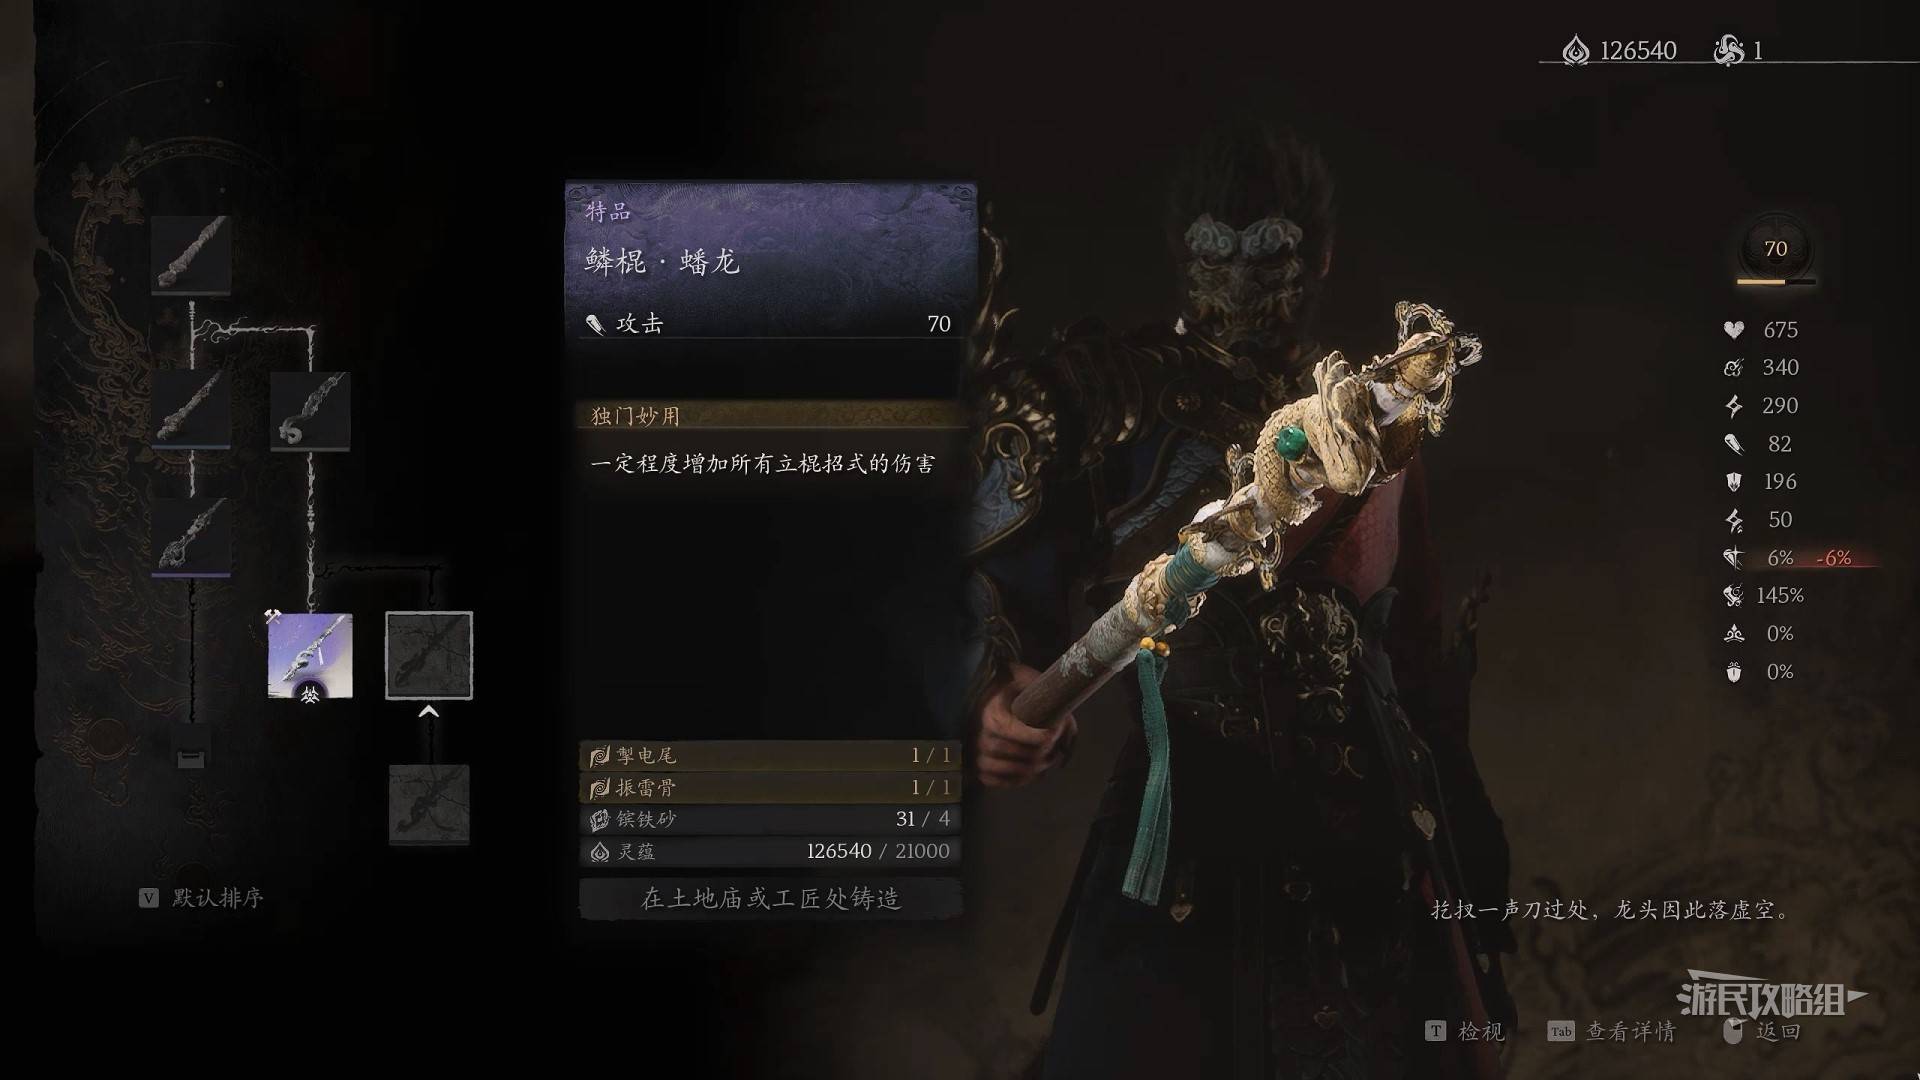 126540 1
特品
鳞棍·蟠龙
攻击 70
独门妙用
一定程度增加所有立棍招式的伤害
掣电尾 1 / 1
振雷骨 1 / 1
镔铁砂 31 / 4
灵蕴 126540 / 21000
在土地庙或工匠处铸造
V 默认排序
70
675
340
290
82
196
50
6% -6%
145%
0%
0%
扢扠一声刀过处，龙头因此落虚空。
游民攻略组
T 检视 Tab 查看详情 返回